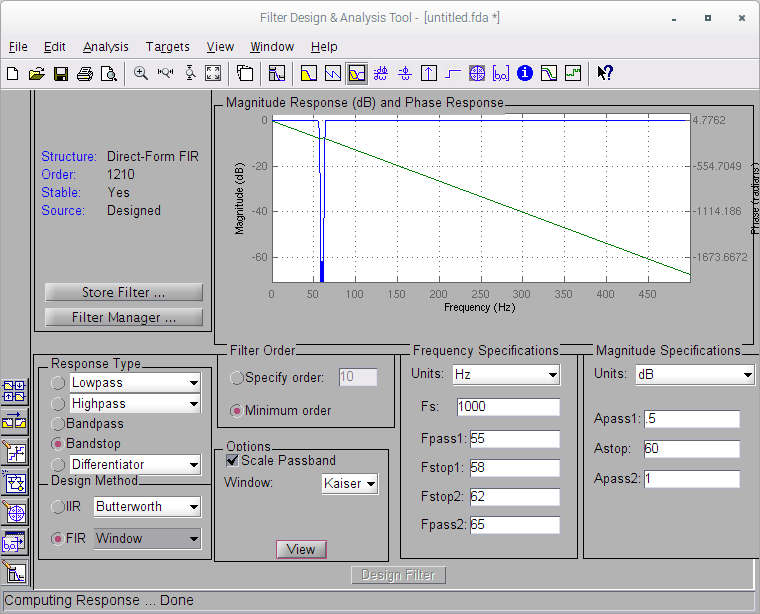 Filter Design & Analysis Tool - [untitled.fda *]
File Edit Analysis Targets View Window Help
Structure: Direct-Form FIR
Order: 1210
Stable: Yes
Source: Designed
Store Filter ...
Filter Manager ...
Magnitude Response (dB) and Phase Response
Magnitude (dB)
0
-20
-40
-60
4.7762
-554.7049
-1114.186
-1673.6672
Phase (radians)
0 50 100 150 200 250 300 350 400 450
Frequency (Hz)
Response Type
Lowpass
Highpass
Bandpass
Bandstop
Differentiator
Design Method
IIR Butterworth
FIR Window
Filter Order
Specify order: 10
Minimum order
Options
Scale Passband
Window: Kaiser
View
Frequency Specifications
Units: Hz
Fs: 1000
Fpass1: 55
Fstop1: 58
Fstop2: 62
Fpass2: 65
Magnitude Specifications
Units: dB
Apass1: .5
Astop: 60
Apass2: 1
Design Filter
Computing Response ... Done